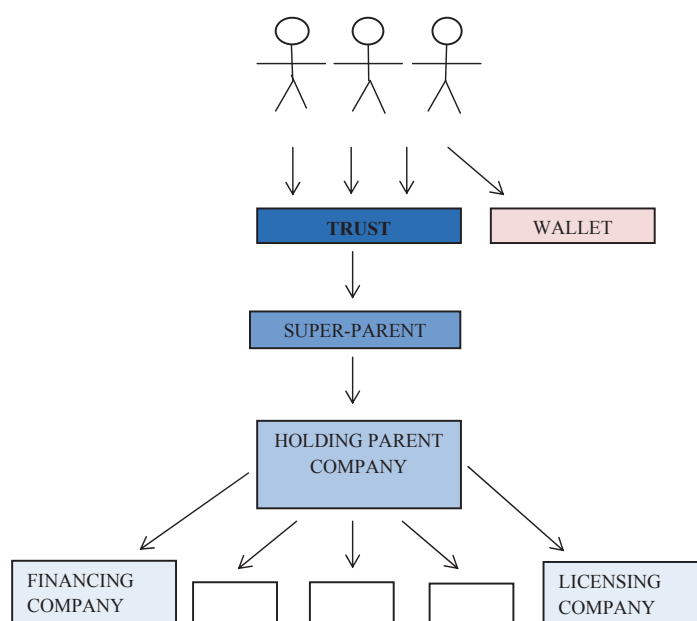 TRUST
WALLET
SUPER-PARENT
HOLDING PARENT
COMPANY
FINANCING
COMPANY
LICENSING
COMPANY